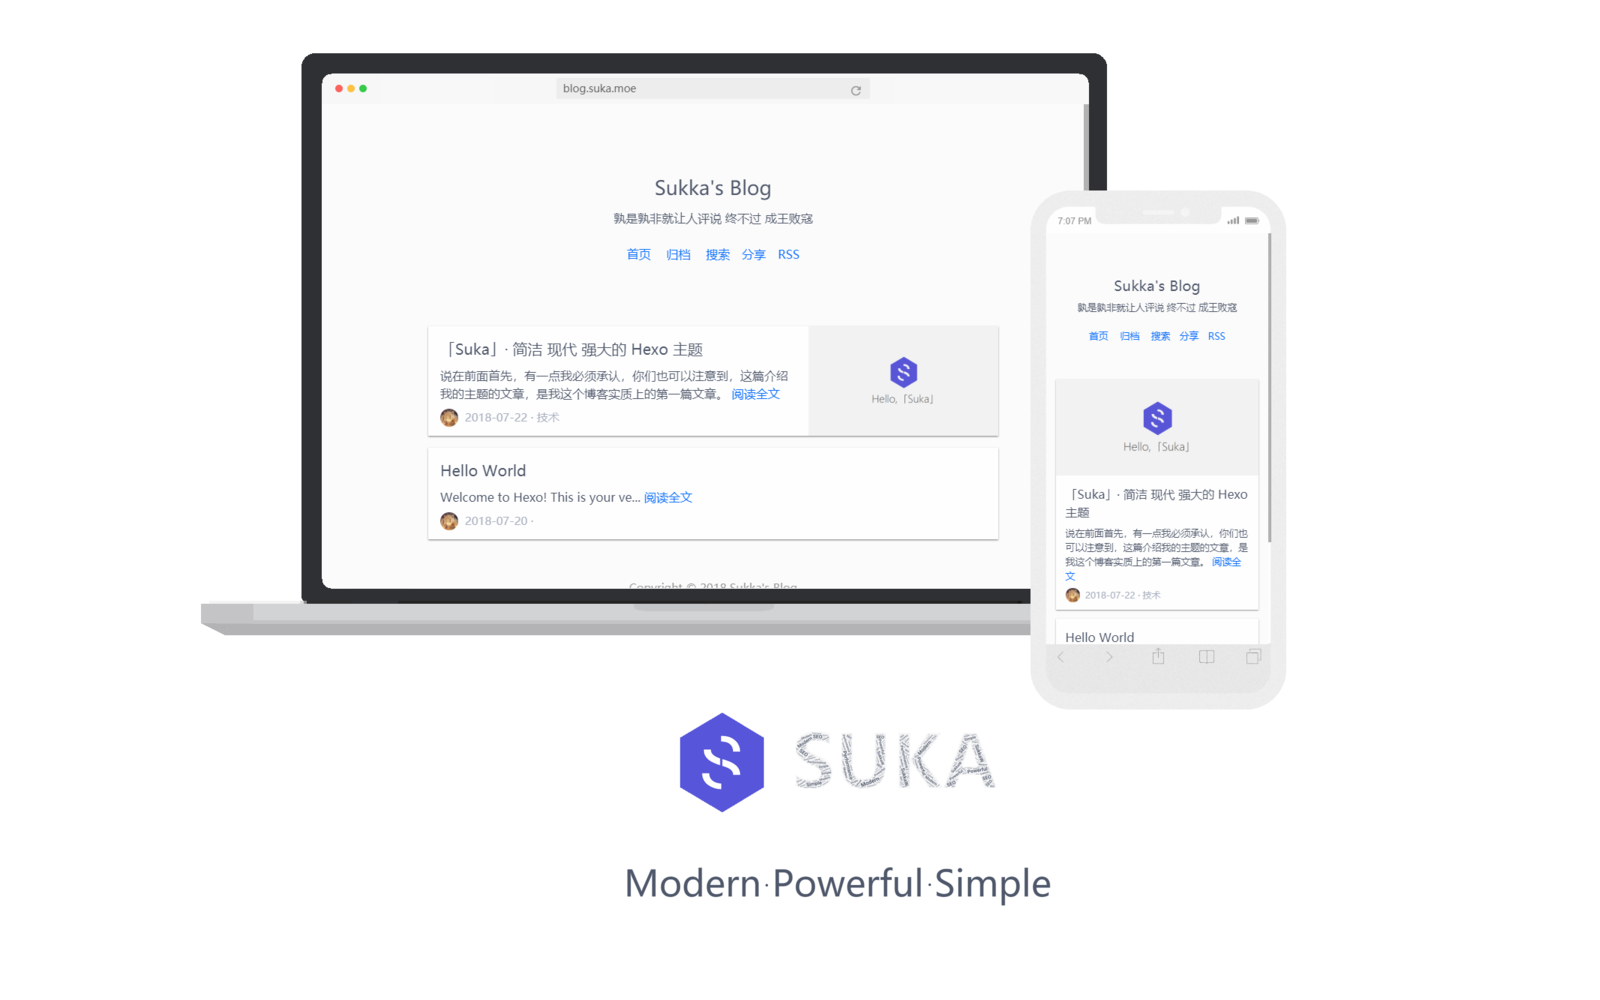 blog.suka.moe
Sukka's Blog
孰是孰非就让人评说 终不过 成王败寇
首页 归档 搜索 分享 RSS
「Suka」· 简洁 现代 强大的 Hexo 主题
说在前面首先，有一点我必须承认，你们也可以注意到，这篇介绍
我的主题的文章，是我这个博客实质上的第一篇文章。 阅读全文
2018-07-22 · 技术
Hello,「Suka」
Hello World
Welcome to Hexo! This is your ve... 阅读全文
2018-07-20 ·
Copyright © 2018 Sukka's Blog
7:07 PM
Sukka's Blog
孰是孰非就让人评说 终不过 成王败寇
首页 归档 搜索 分享 RSS
Hello,「Suka」
「Suka」· 简洁 现代 强大的 Hexo
主题
说在前面首先，有一点我必须承认，你们也
可以注意到，这篇介绍我的主题的文章，是
我这个博客实质上的第一篇文章。 阅读全
文
2018-07-22 · 技术
Hello World
SUKA
Modern·Powerful·Simple